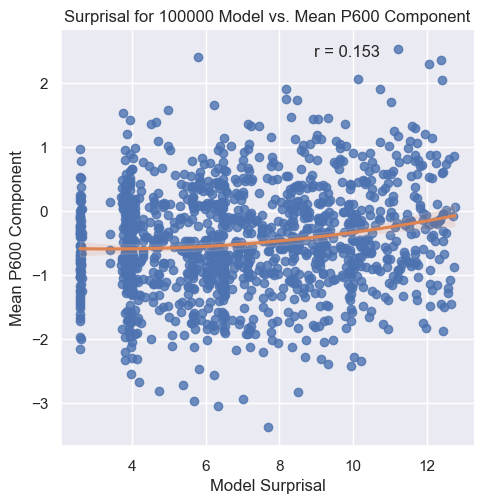 Surprisal for 100000 Model vs. Mean P600 Component
r = 0.153
2
1
0
−1
−2
−3
Mean P600 Component
4 6 8 10 12
Model Surprisal